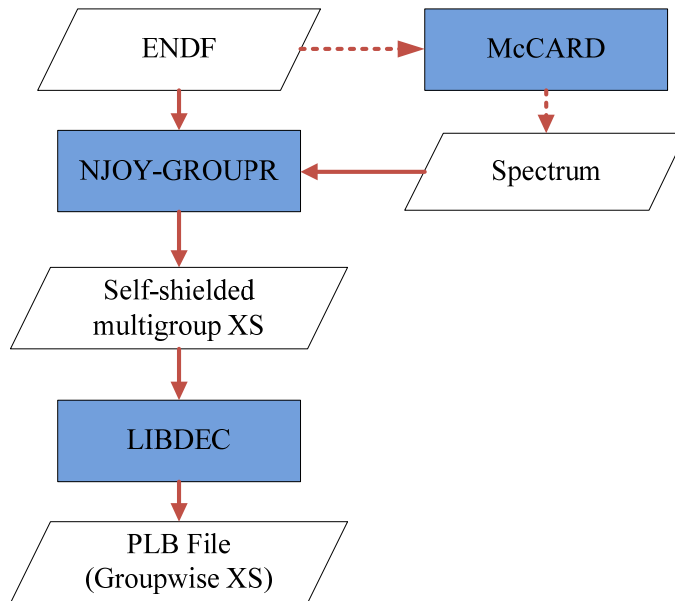 ENDF
McCARD
NJOY-GROUPR
Spectrum
Self-shielded
multigroup XS
LIBDEC
PLB File
(Groupwise XS)